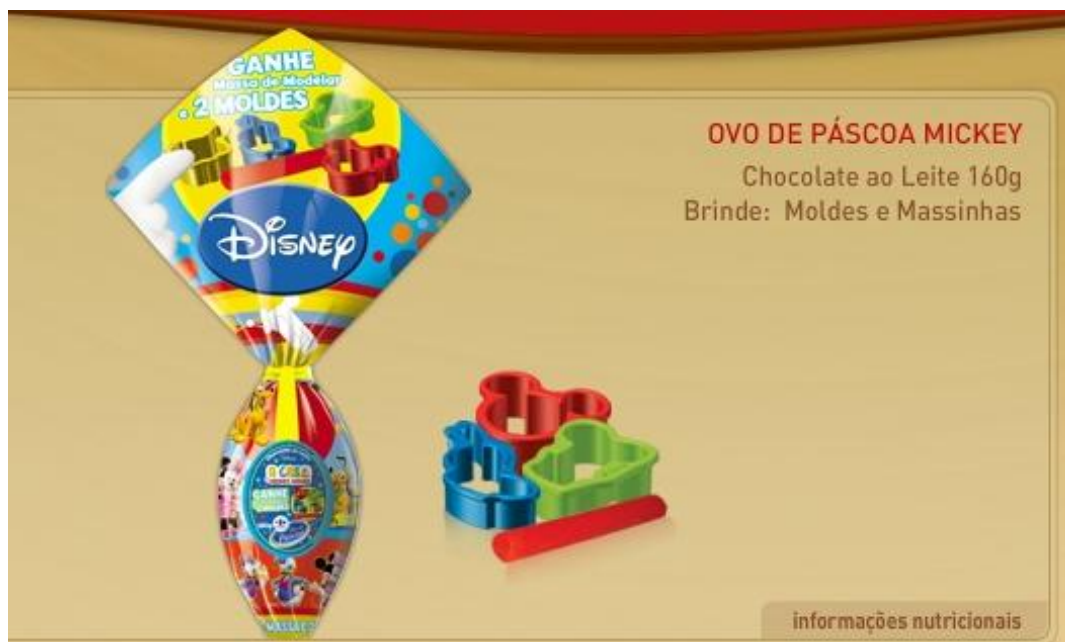 GANHE
Massa de Modelar
e 2 MOLDES
Disney
GANHE
OVO DE PÁSCOA MICKEY
Chocolate ao Leite 160g
Brinde: Moldes e Massinhas
informações nutricionais